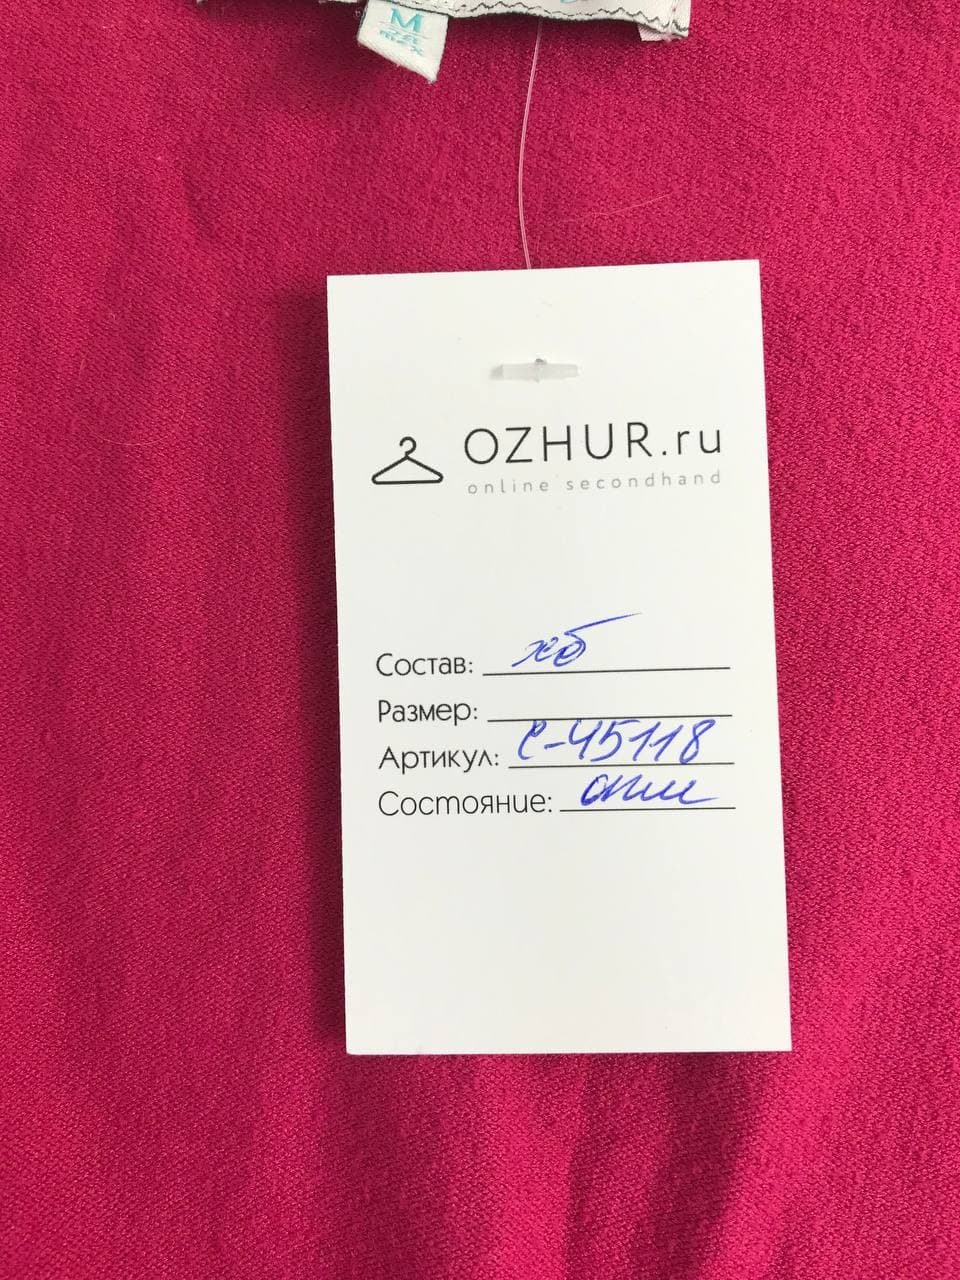 M
OZHUR.ru
online secondhand
Состав: хб
Размер:
Артикул: С-45118
Состояние: отл